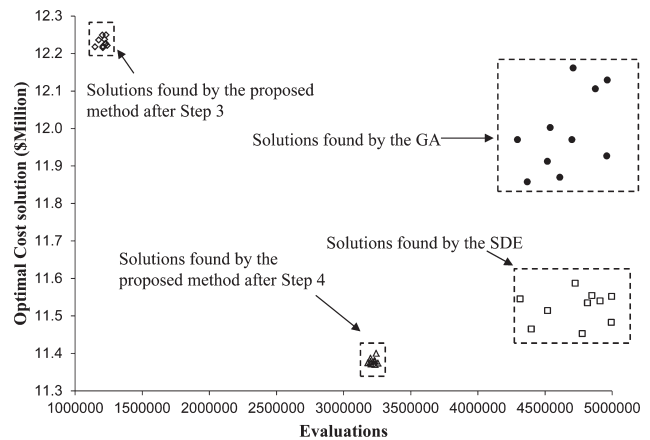 12.3
12.2
12.1
12.0
11.9
11.8
11.7
11.6
11.5
11.4
11.3
Optimal Cost solution ($Million)
Solutions found by the proposed
method after Step 3
Solutions found by the GA
Solutions found by the SDE
Solutions found by the
proposed method after Step 4
1000000 1500000 2000000 2500000 3000000 3500000 4000000 4500000 5000000
Evaluations